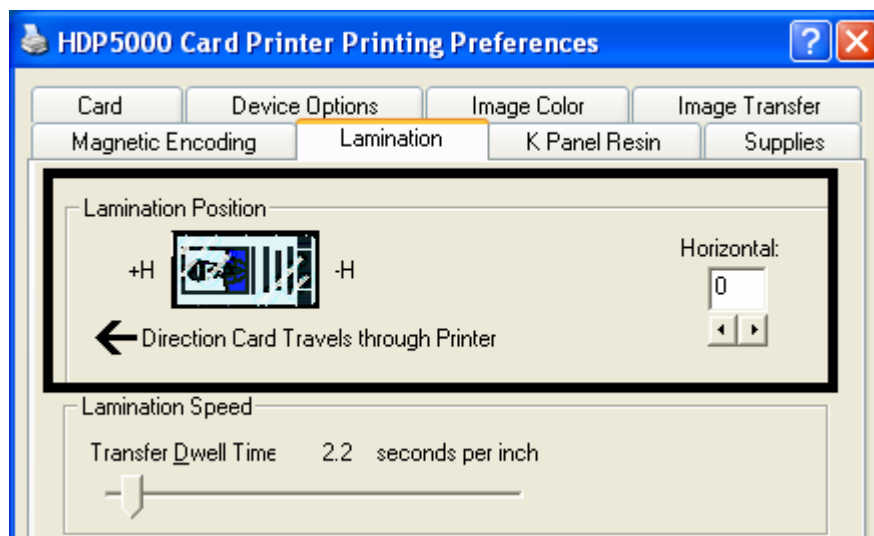 HDP5000 Card Printer Printing Preferences
Card Device Options Image Color Image Transfer
Magnetic Encoding Lamination K Panel Resin Supplies
Lamination Position
+H -H Horizontal:
0
Direction Card Travels through Printer
Lamination Speed
Transfer Dwell Time 2.2 seconds per inch